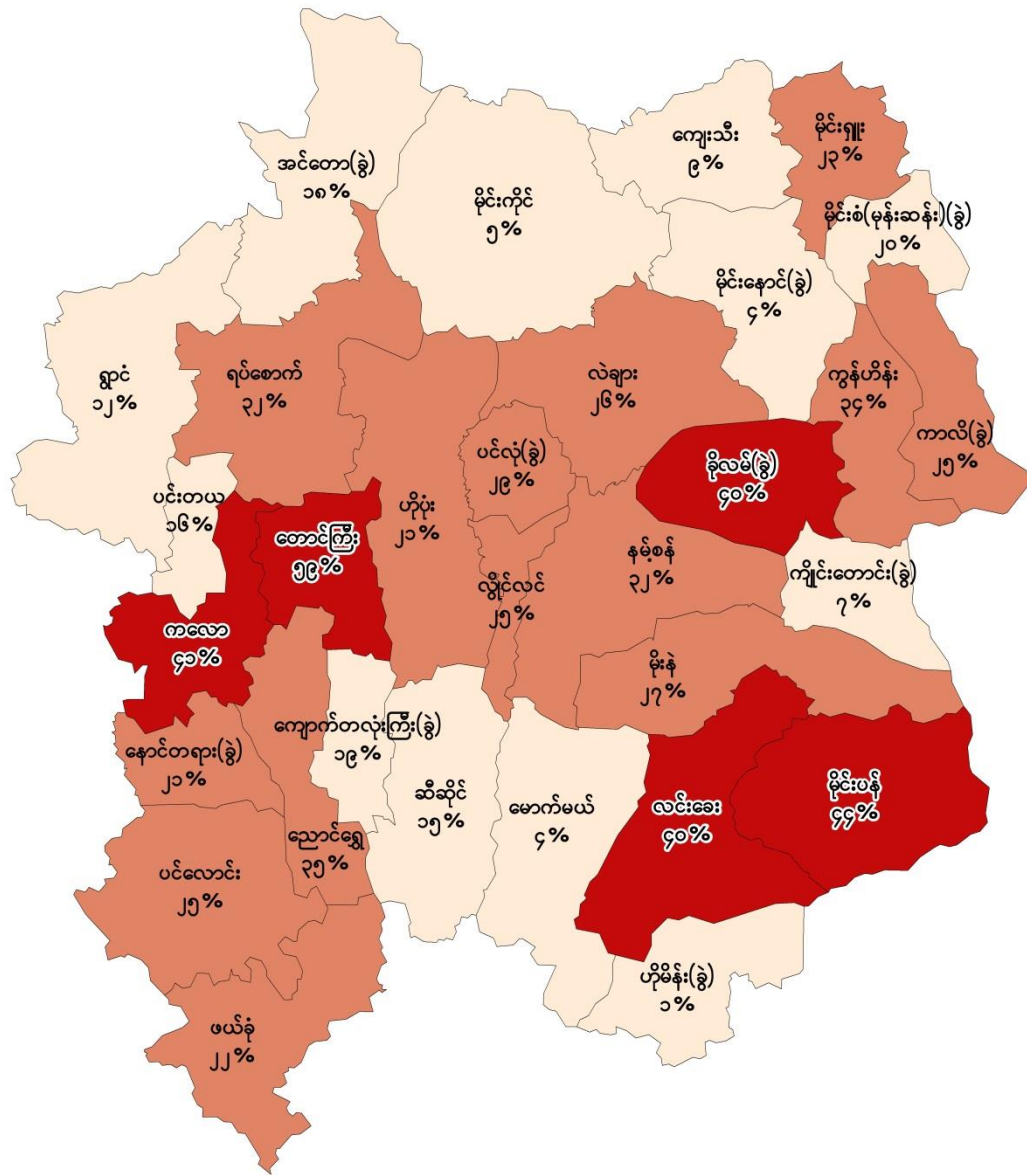 ကျေးသီး
၉%
မိုင်းရှူး
၂၃%
အင်တော(ခွဲ)
၁၈%
မိုင်းကိုင်
၅%
မိုင်းစံ(မုန်းဆန်း)(ခွဲ)
၂၀%
မိုင်းနောင်(ခွဲ)
၄%
ရွာငံ
၁၂%
ရပ်စောက်
၃၂%
လဲချား
၂၆%
ကွန်ဟိန်း
၃၄%
ကာလိ(ခွဲ)
၂၅%
ပင်လုံ(ခွဲ)
၂၉%
ခိုလမ်(ခွဲ)
၄၀%
ပင်းတယ
၁၆%
ဟိုပုံး
၂၁%
တောင်ကြီး
၅၉%
နမ့်စန်
၃၂%
ကျိုင်းတောင်း(ခွဲ)
၇%
လွိုင်လင်
၂၅%
ကလော
၄၁%
မိုးနဲ
၂၇%
ကျောက်တလုံးကြီး(ခွဲ)
၁၉%
နောင်တရား(ခွဲ)
၂၁%
ဆီဆိုင်
၁၅%
မောက်မယ်
၄%
လင်းခေး
၄၀%
မိုင်းပန်
၄၄%
ညောင်ရွှေ
၃၅%
ပင်လောင်း
၂၅%
ဟိုမိန်း(ခွဲ)
၁%
ဖယ်ခုံ
၂၂%